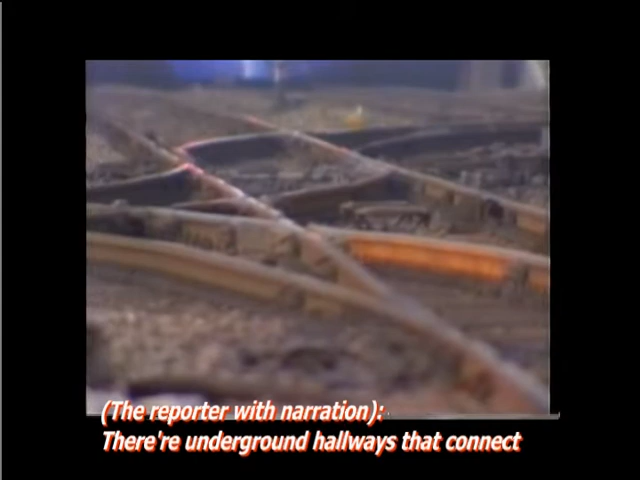 (The reporter with narration):
There're underground hallways that connect